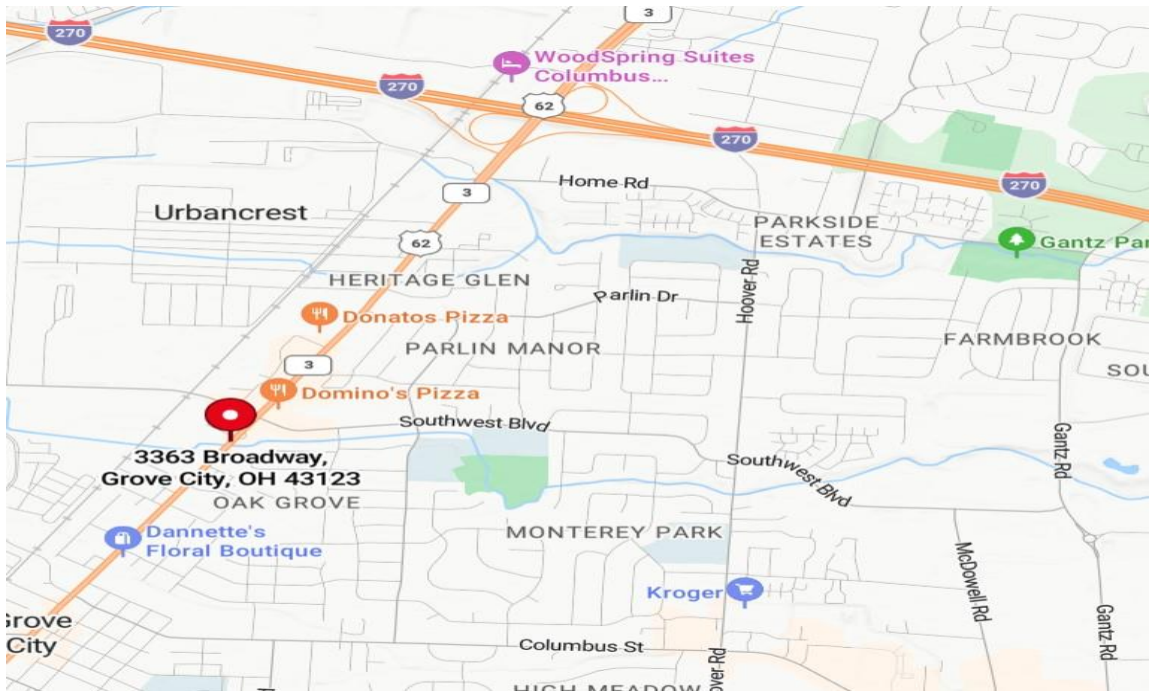 3
270
WoodSpring Suites
Columbus...
270
62
270
Home Rd
270
3
Urbancrest
PARKSIDE
ESTATES
62
Gantz Par
HERITAGE GLEN
Parlin Dr
Hoover Rd
Donatos Pizza
FARMBROOK
PARLIN MANOR
3
SOU
Domino's Pizza
Southwest Blvd
3363 Broadway,
Grove City, OH 43123
Gantz Rd
Southwest Blvd
OAK GROVE
Dannette's
Floral Boutique
MONTEREY PARK
McDowell Rd
Kroger
Grove
City
Gantz Rd
Columbus St
over Rd
HIGH MEADOW